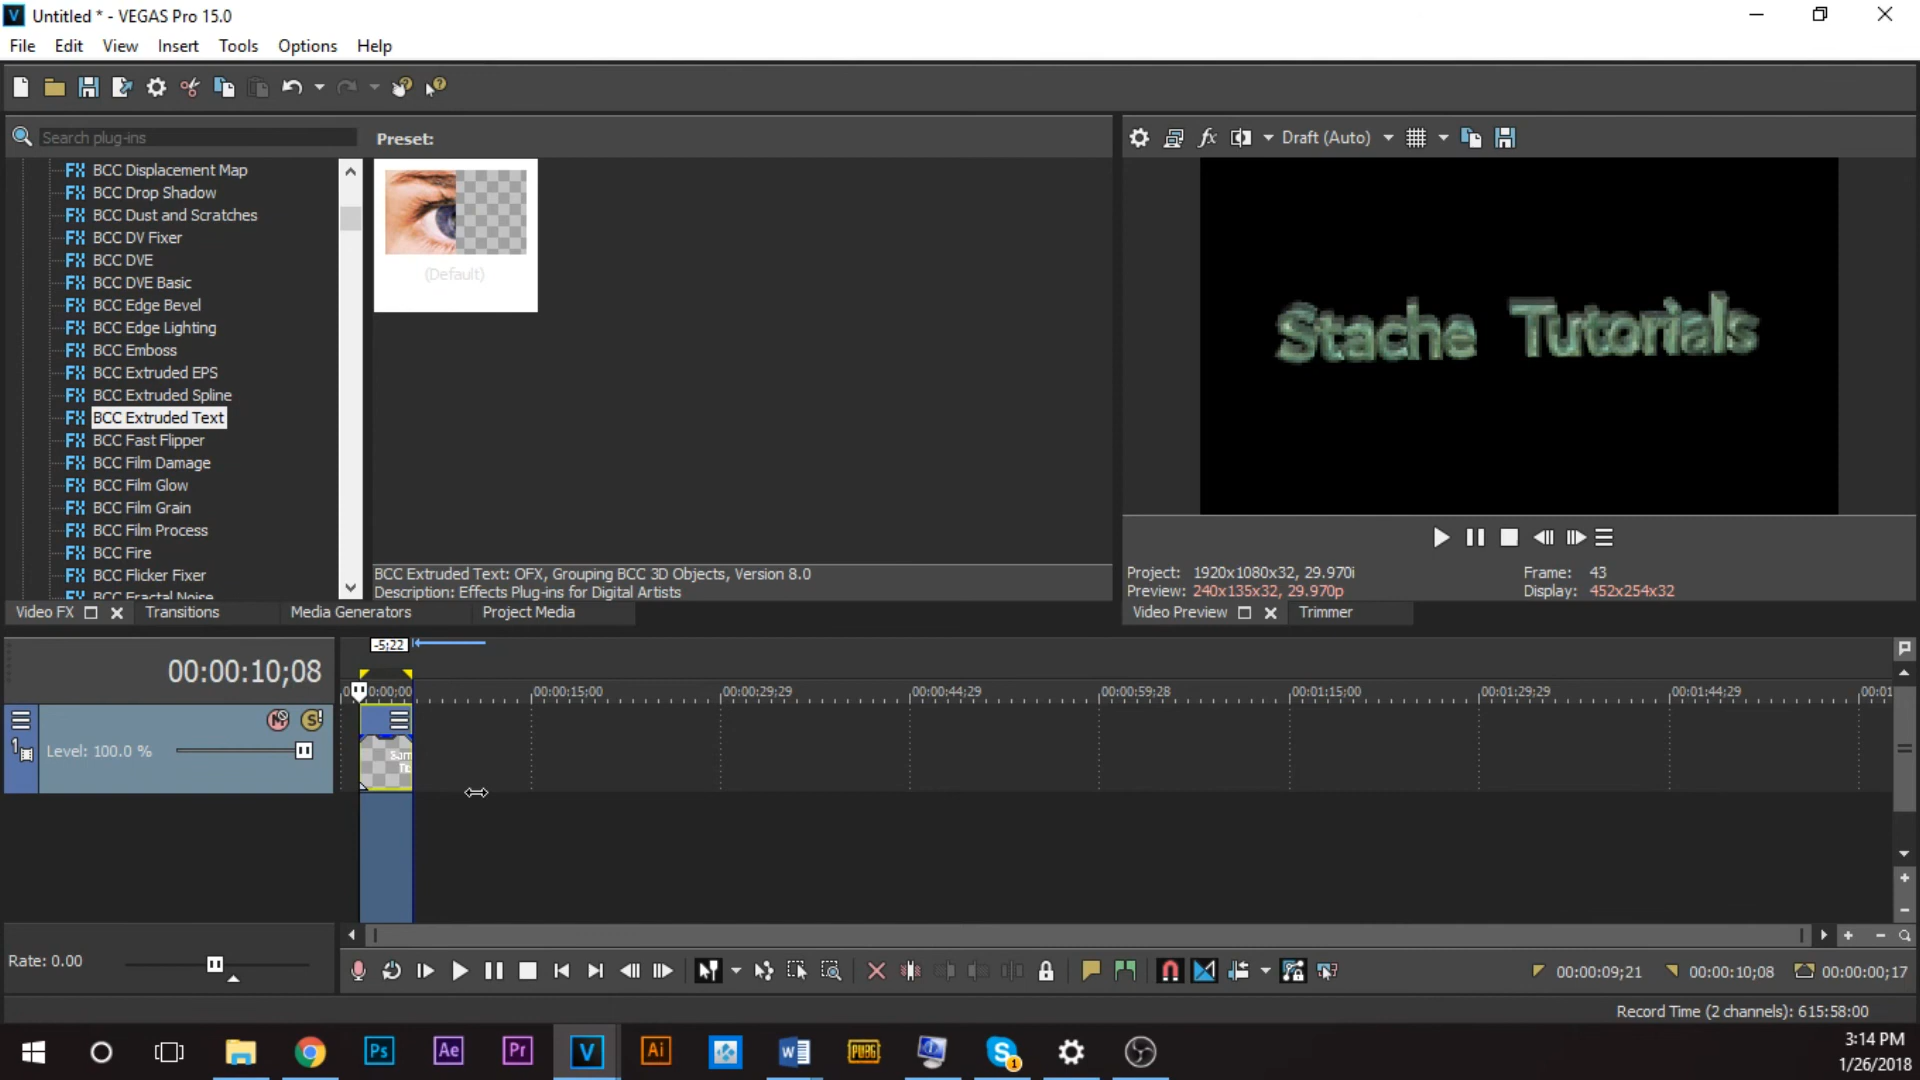 Untitled * - VEGAS Pro 15.0
File Edit View Insert Tools Options Help
Search plug-ins
Preset:
Draft (Auto)
BCC Displacement Map
BCC Drop Shadow
BCC Dust and Scratches
BCC DV Fixer
BCC DVE
BCC DVE Basic
BCC Edge Bevel
BCC Edge Lighting
BCC Emboss
BCC Extruded EPS
BCC Extruded Spline
BCC Extruded Text
BCC Fast Flipper
BCC Film Damage
BCC Film Glow
BCC Film Grain
BCC Film Process
BCC Fire
BCC Flicker Fixer
BCC Fractal Noise
(Default)
Stache Tutorials
BCC Extruded Text: OFX, Grouping BCC 3D Objects, Version 8.0
Description: Effects Plug-ins for Digital Artists
Project: 1920x1080x32, 29.970i
Frame: 43
Preview: 240x135x32, 29.970p
Display: 452x254x32
Video FX Transitions Media Generators Project Media
Video Preview Trimmer
-5;22
00:00:10;08
00:00:15;00 00:00:29;29 00:00:44;29 00:00:59;28 00:01:15;00 00:01:29;29 00:01:44;29
Level: 100.0 %
Rate: 0.00
00:00:09;21 00:00:10;08 00:00:00;17
Record Time (2 channels): 615:58:00
Ps Ae Pr V Ai PUBG S 1
3:14 PM
1/26/2018